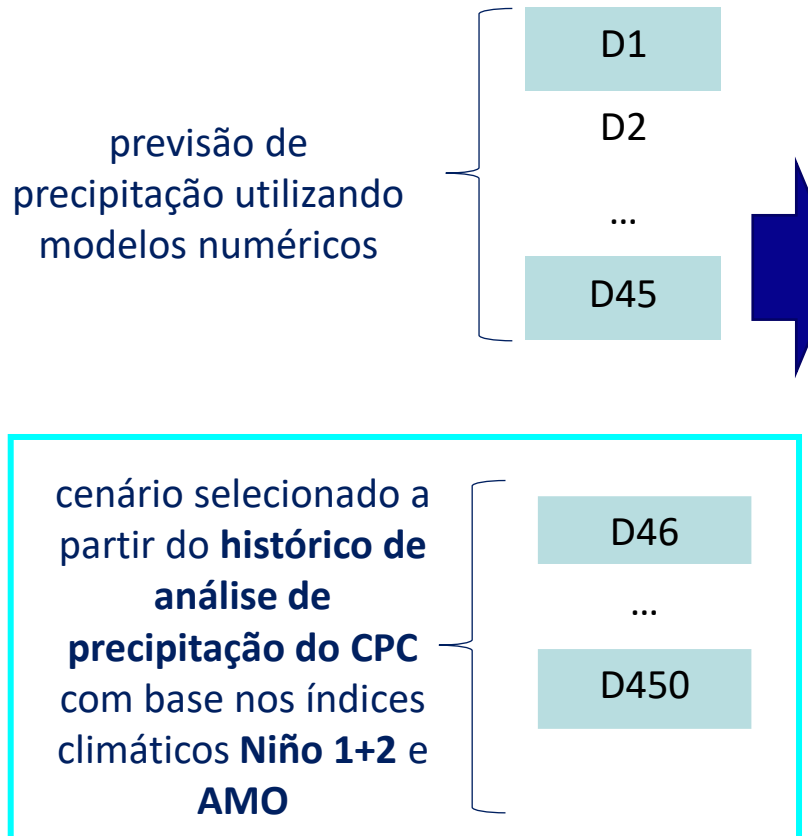 previsão de
precipitação utilizando
modelos numéricos
D1
D2
...
D45
cenário selecionado a
partir do histórico de
análise de
precipitação do CPC
com base nos índices
climáticos Niño 1+2 e
AMO
D46
...
D450